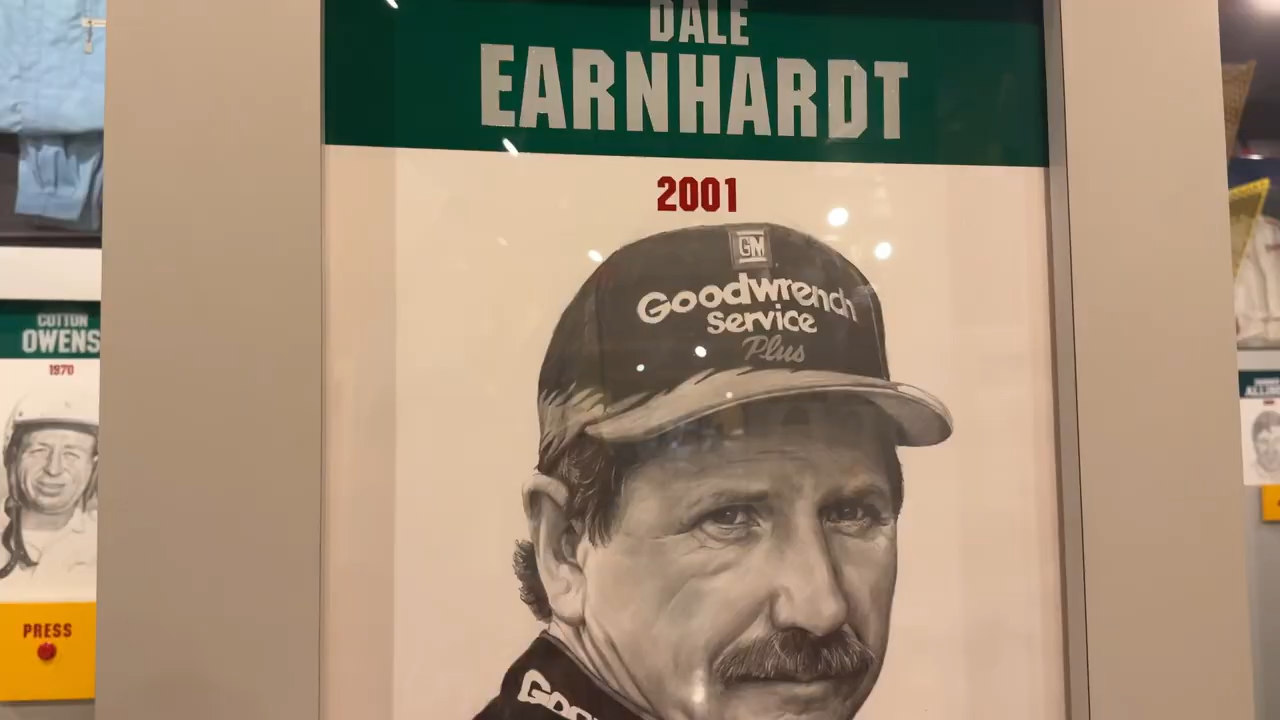 DALE
EARNHARDT
2001
GM
Goodwrench
Service
Plus
COTTON
OWENS
1970
PRESS